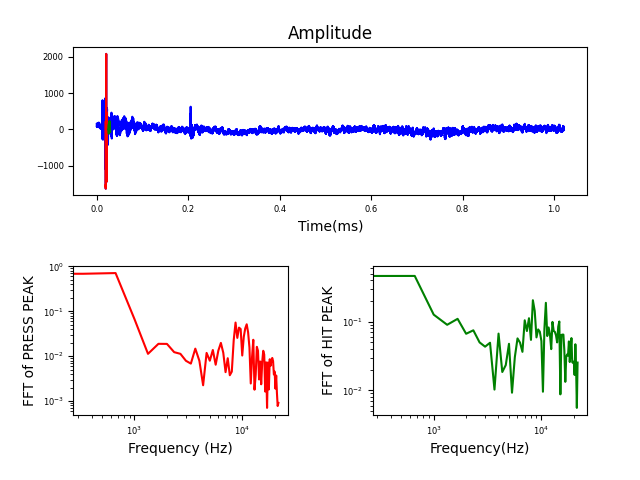 Amplitude
2000
1000
0
−1000
0.0 0.2 0.4 0.6 0.8 1.0
Time(ms)
FFT of PRESS PEAK
10⁰
10⁻¹
10⁻²
10⁻³
10³ 10⁴
Frequency (Hz)
FFT of HIT PEAK
10⁻¹
10⁻²
10³ 10⁴
Frequency(Hz)